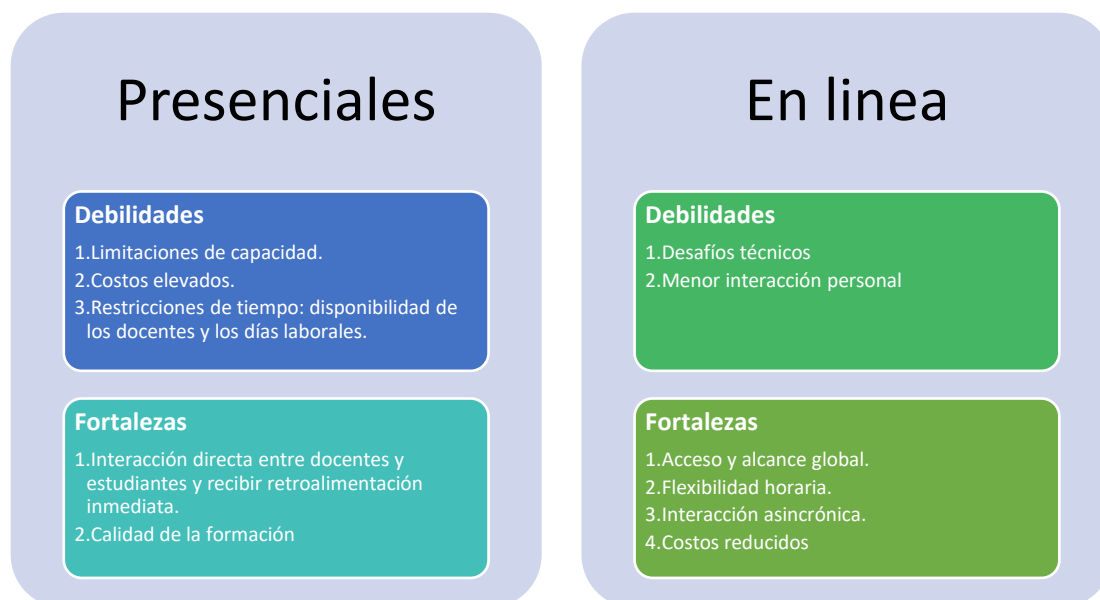 Presenciales
Debilidades
1.Limitaciones de capacidad.
2.Costos elevados.
3.Restricciones de tiempo: disponibilidad de
los docentes y los días laborales.
Fortalezas
1.Interacción directa entre docentes y
estudiantes y recibir retroalimentación
inmediata.
2.Calidad de la formación
En linea
Debilidades
1.Desafíos técnicos
2.Menor interacción personal
Fortalezas
1.Acceso y alcance global.
2.Flexibilidad horaria.
3.Interacción asincrónica.
4.Costos reducidos